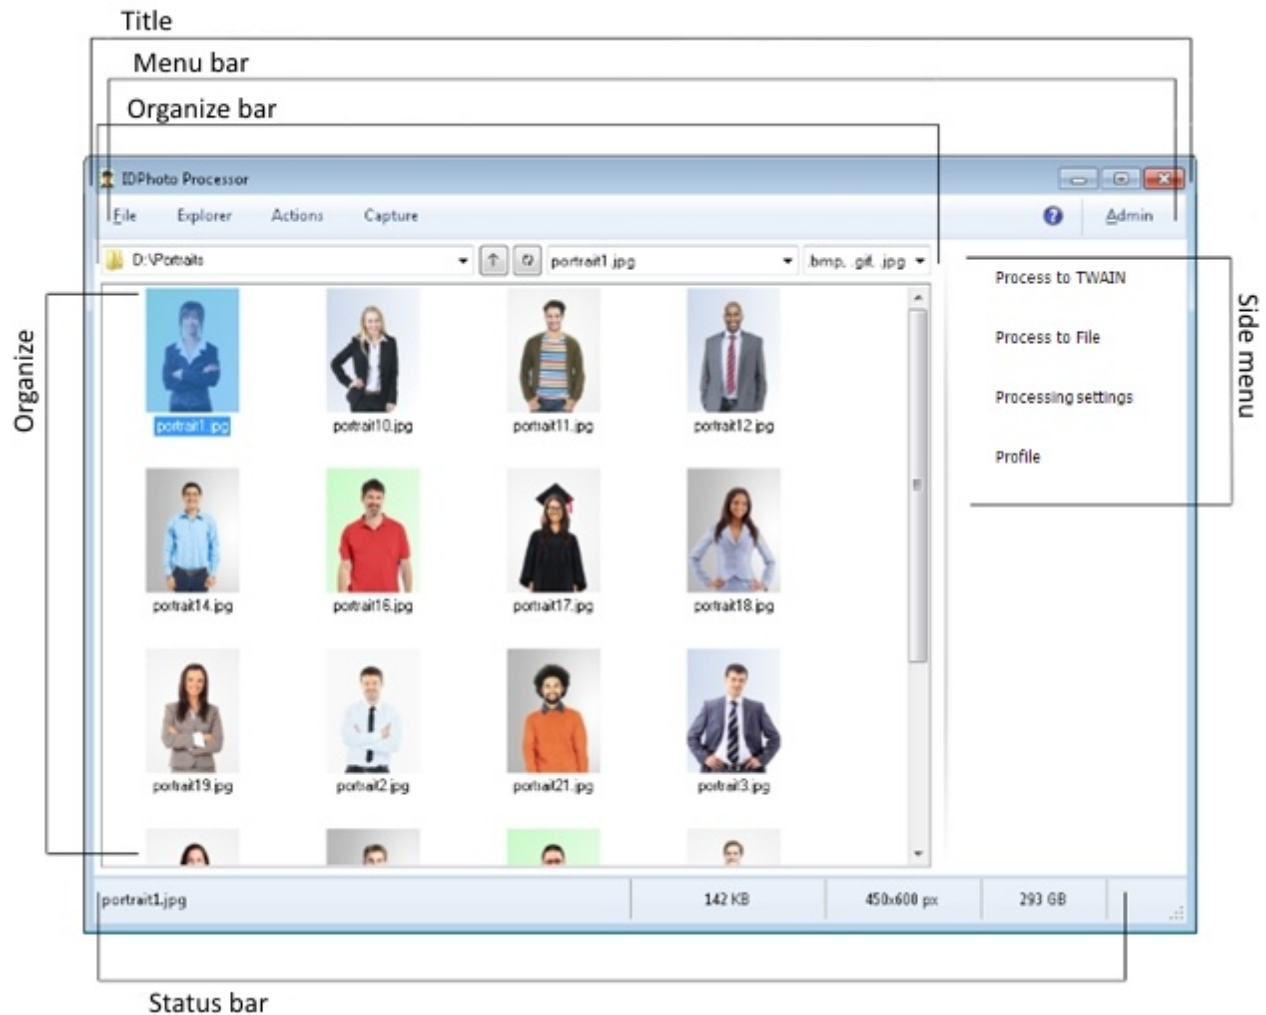 Title
Menu bar
Organize bar
IDPhoto Processor
File Explorer Actions Capture ? Admin
D:\Portraits portrait1.jpg .bmp, .gif, .jpg
Process to TWAIN
Process to File
Processing settings
Profile
Side menu
Organize
portrait1.jpg portrait10.jpg portrait11.jpg portrait12.jpg
portrait14.jpg portrait16.jpg portrait17.jpg portrait18.jpg
portrait19.jpg portrait2.jpg portrait21.jpg portrait3.jpg
portrait1.jpg 142 KB 450x600 px 293 GB
Status bar